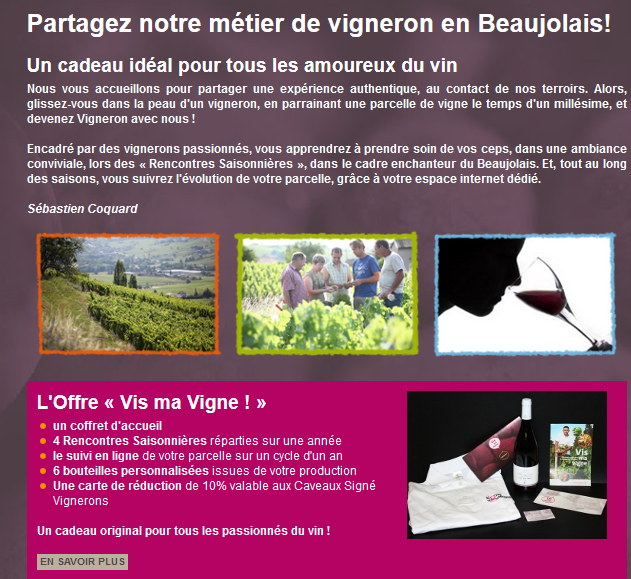 Partagez notre métier de vigneron en Beaujolais!
Un cadeau idéal pour tous les amoureux du vin
Nous vous accueillons pour partager une expérience authentique, au contact de nos terroirs. Alors,
glissez-vous dans la peau d'un vigneron, en parrainant une parcelle de vigne le temps d'un millésime, et
devenez Vigneron avec nous !
Encadré par des vignerons passionnés, vous apprendrez à prendre soin de vos ceps, dans une ambiance
conviviale, lors des « Rencontres Saisonnières », dans le cadre enchanteur du Beaujolais. Et, tout au long
des saisons, vous suivrez l'évolution de votre parcelle, grâce à votre espace internet dédié.
Sébastien Coquard
L'Offre « Vis ma Vigne ! »
un coffret d'accueil
4 Rencontres Saisonnières réparties sur une année
le suivi en ligne de votre parcelle sur un cycle d'un an
6 bouteilles personnalisées issues de votre production
Une carte de réduction de 10% valable aux Caveaux Signé
Vignerons
Un cadeau original pour tous les passionnés du vin !
EN SAVOIR PLUS
Vis
ma
vigne